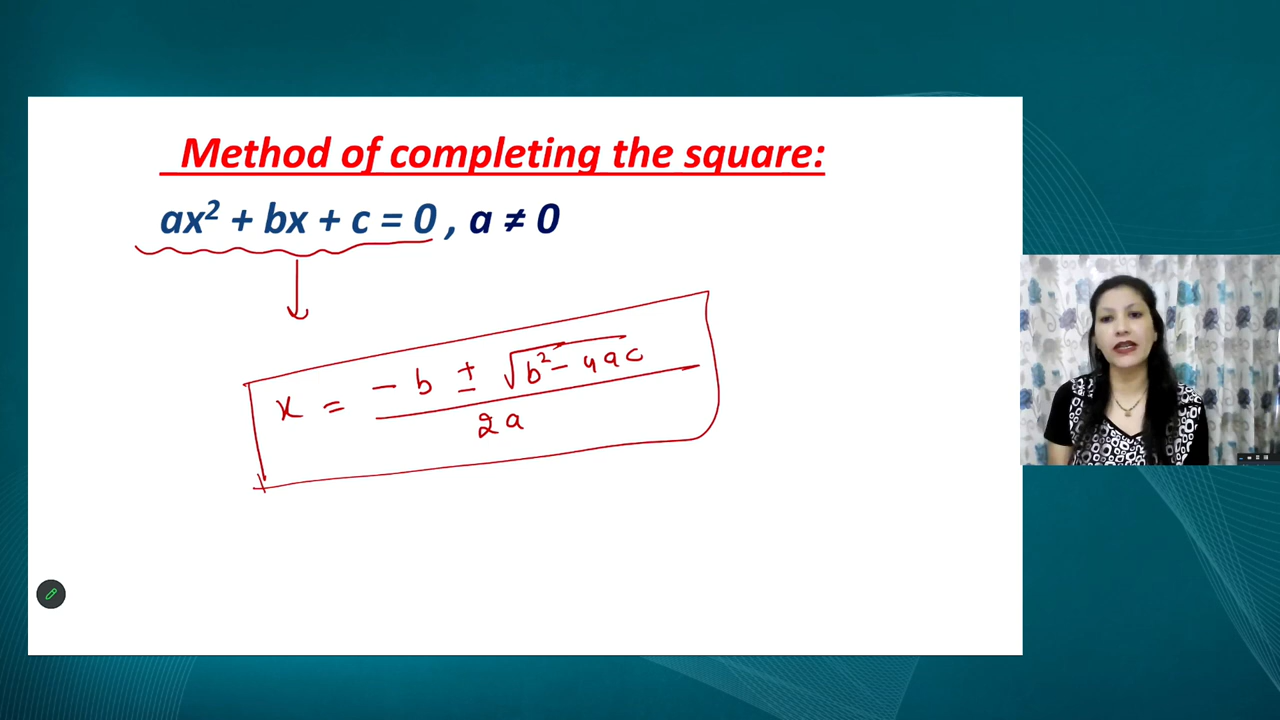 Method of completing the square:
ax² + bx + c = 0 , a ≠ 0
x = (- b ± √(b² - 4ac)) / 2a